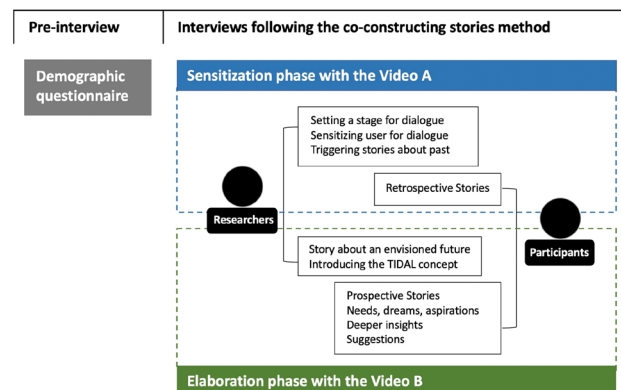 Pre-interview
Interviews following the co-constructing stories method
Demographic
questionnaire
Sensitization phase with the Video A
Setting a stage for dialogue
Sensitizing user for dialogue
Triggering stories about past
Retrospective Stories
Researchers
Participants
Story about an envisioned future
Introducing the TIDAL concept
Prospective Stories
Needs, dreams, aspirations
Deeper insights
Suggestions
Elaboration phase with the Video B